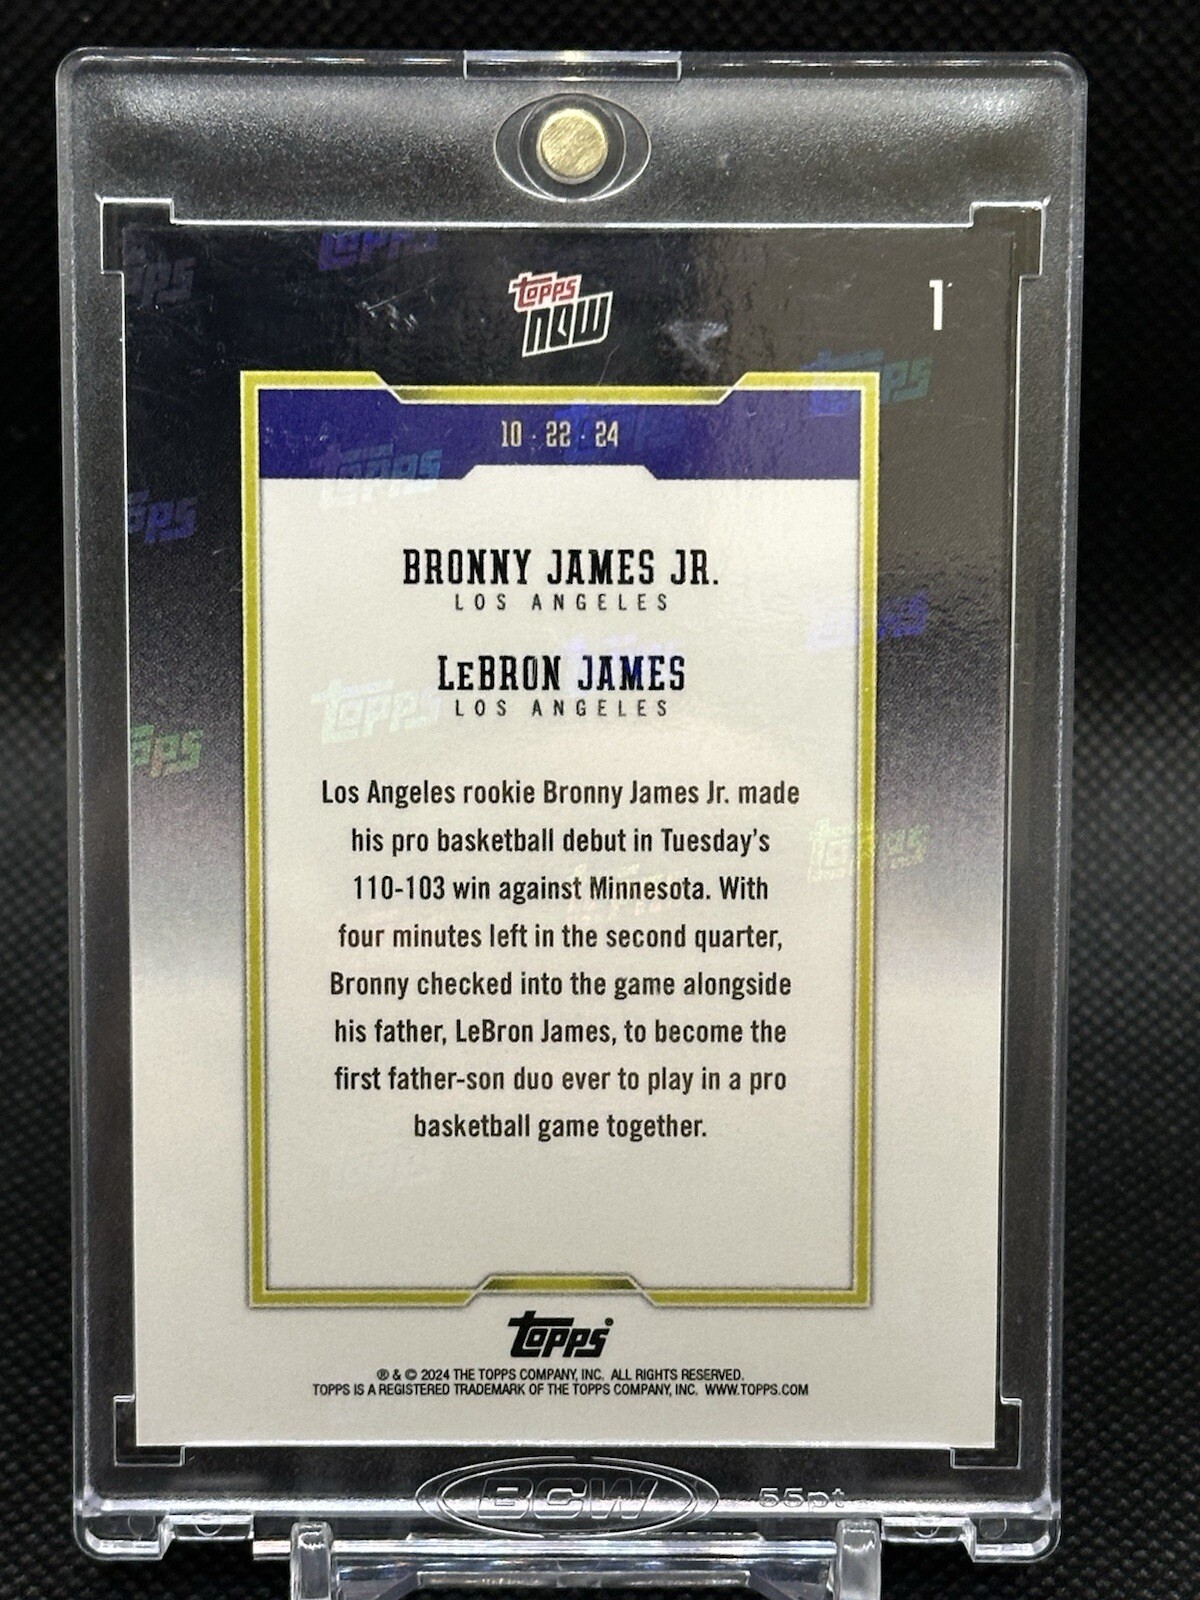 topps
now
1
10 · 22 · 24
BRONNY JAMES JR.
LOS ANGELES
LeBRON JAMES
LOS ANGELES
Los Angeles rookie Bronny James Jr. made
his pro basketball debut in Tuesday's
110-103 win against Minnesota. With
four minutes left in the second quarter,
Bronny checked into the game alongside
his father, LeBron James, to become the
first father-son duo ever to play in a pro
basketball game together.
topps®
® & © 2024 THE TOPPS COMPANY, INC. ALL RIGHTS RESERVED.
TOPPS IS A REGISTERED TRADEMARK OF THE TOPPS COMPANY, INC. WWW.TOPPS.COM
BCW 55pt